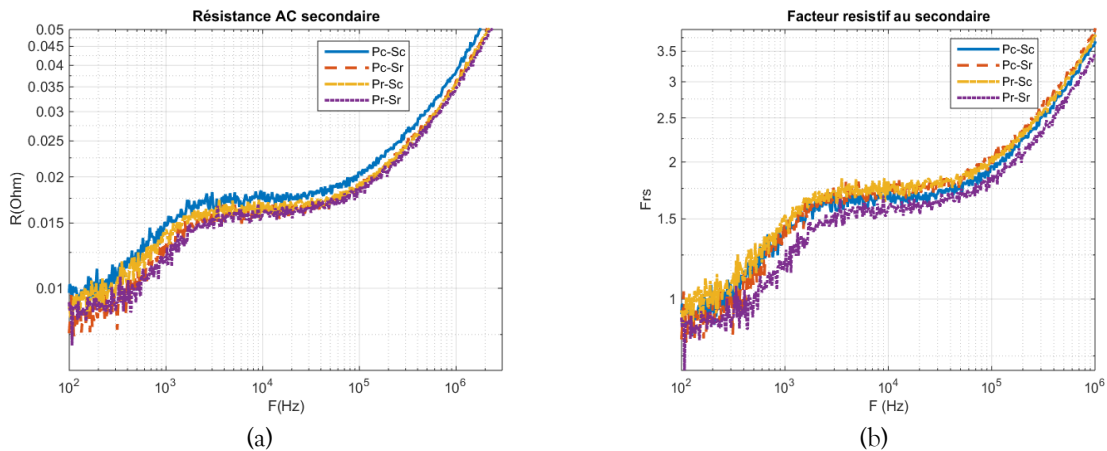 Résistance AC secondaire
0.05
0.045
0.04
0.035
0.03
0.025
0.02
0.015
0.01
R(Ohm)
Pc-Sc
Pc-Sr
Pr-Sc
Pr-Sr
10^2
10^3
10^4
10^5
10^6
F(Hz)
(a)
Facteur resistif au secondaire
3.5
3
2
1.5
1
Frs
Pc-Sc
Pc-Sr
Pr-Sc
Pr-Sr
10^2
10^3
10^4
10^5
10^6
F (Hz)
(b)